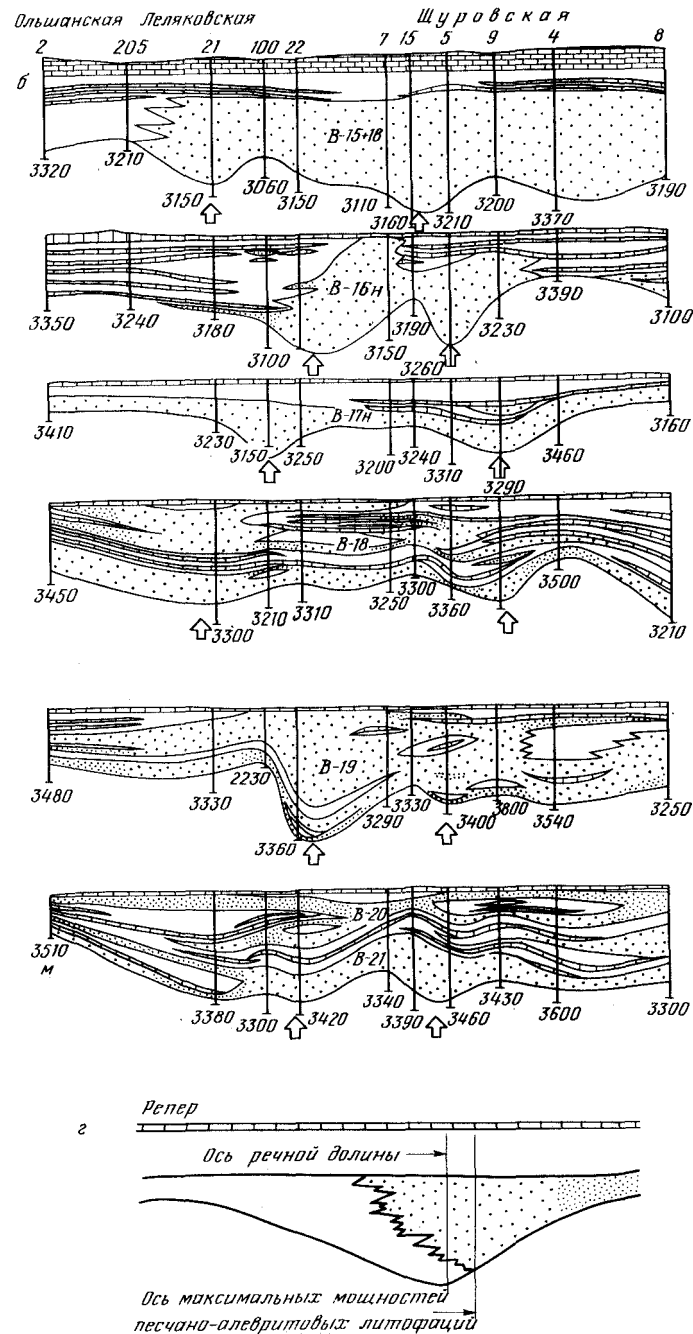 Ольшанская Леляковская Щуровская
2 205 21 100 22 7 15 5 9 4 8
б
В-15+16
3320 3210 3150 3060 3150 3110 3160 3210 3200 3370 3190
В-16н
3350 3240 3180 3100 3150 3190 3260 3230 3390 3100
В-17н
3410 3230 3150 3250 3200 3240 3310 3290 3460 3160
В-18
3450 3300 3210 3310 3250 3300 3360 3500 3210
В-19
3480 3330 2230 3360 3290 3330 3400 3800 3540 3250
В-20
В-21
3510
м
3380 3300 3420 3340 3390 3460 3430 3600 3300
г
Репер
Ось речной долины
Ось максимальных мощностей
песчано-алевритовых литофаций